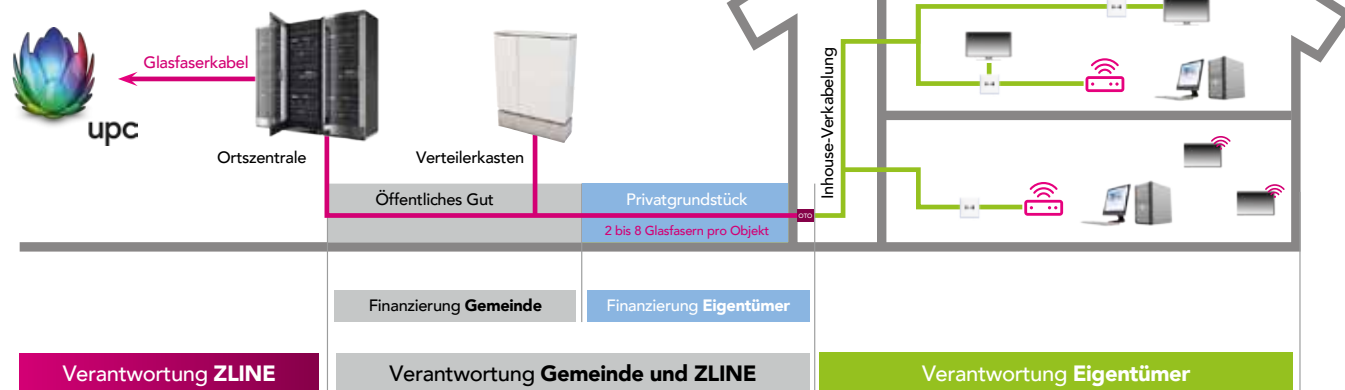 Glasfaserkabel
upc
Ortszentrale
Verteilerkasten
Inhouse-Verkabelung
Öffentliches Gut
Privatgrundstück
OTO
2 bis 8 Glasfasern pro Objekt
Finanzierung Gemeinde
Finanzierung Eigentümer
Verantwortung ZLINE
Verantwortung Gemeinde und ZLINE
Verantwortung Eigentümer